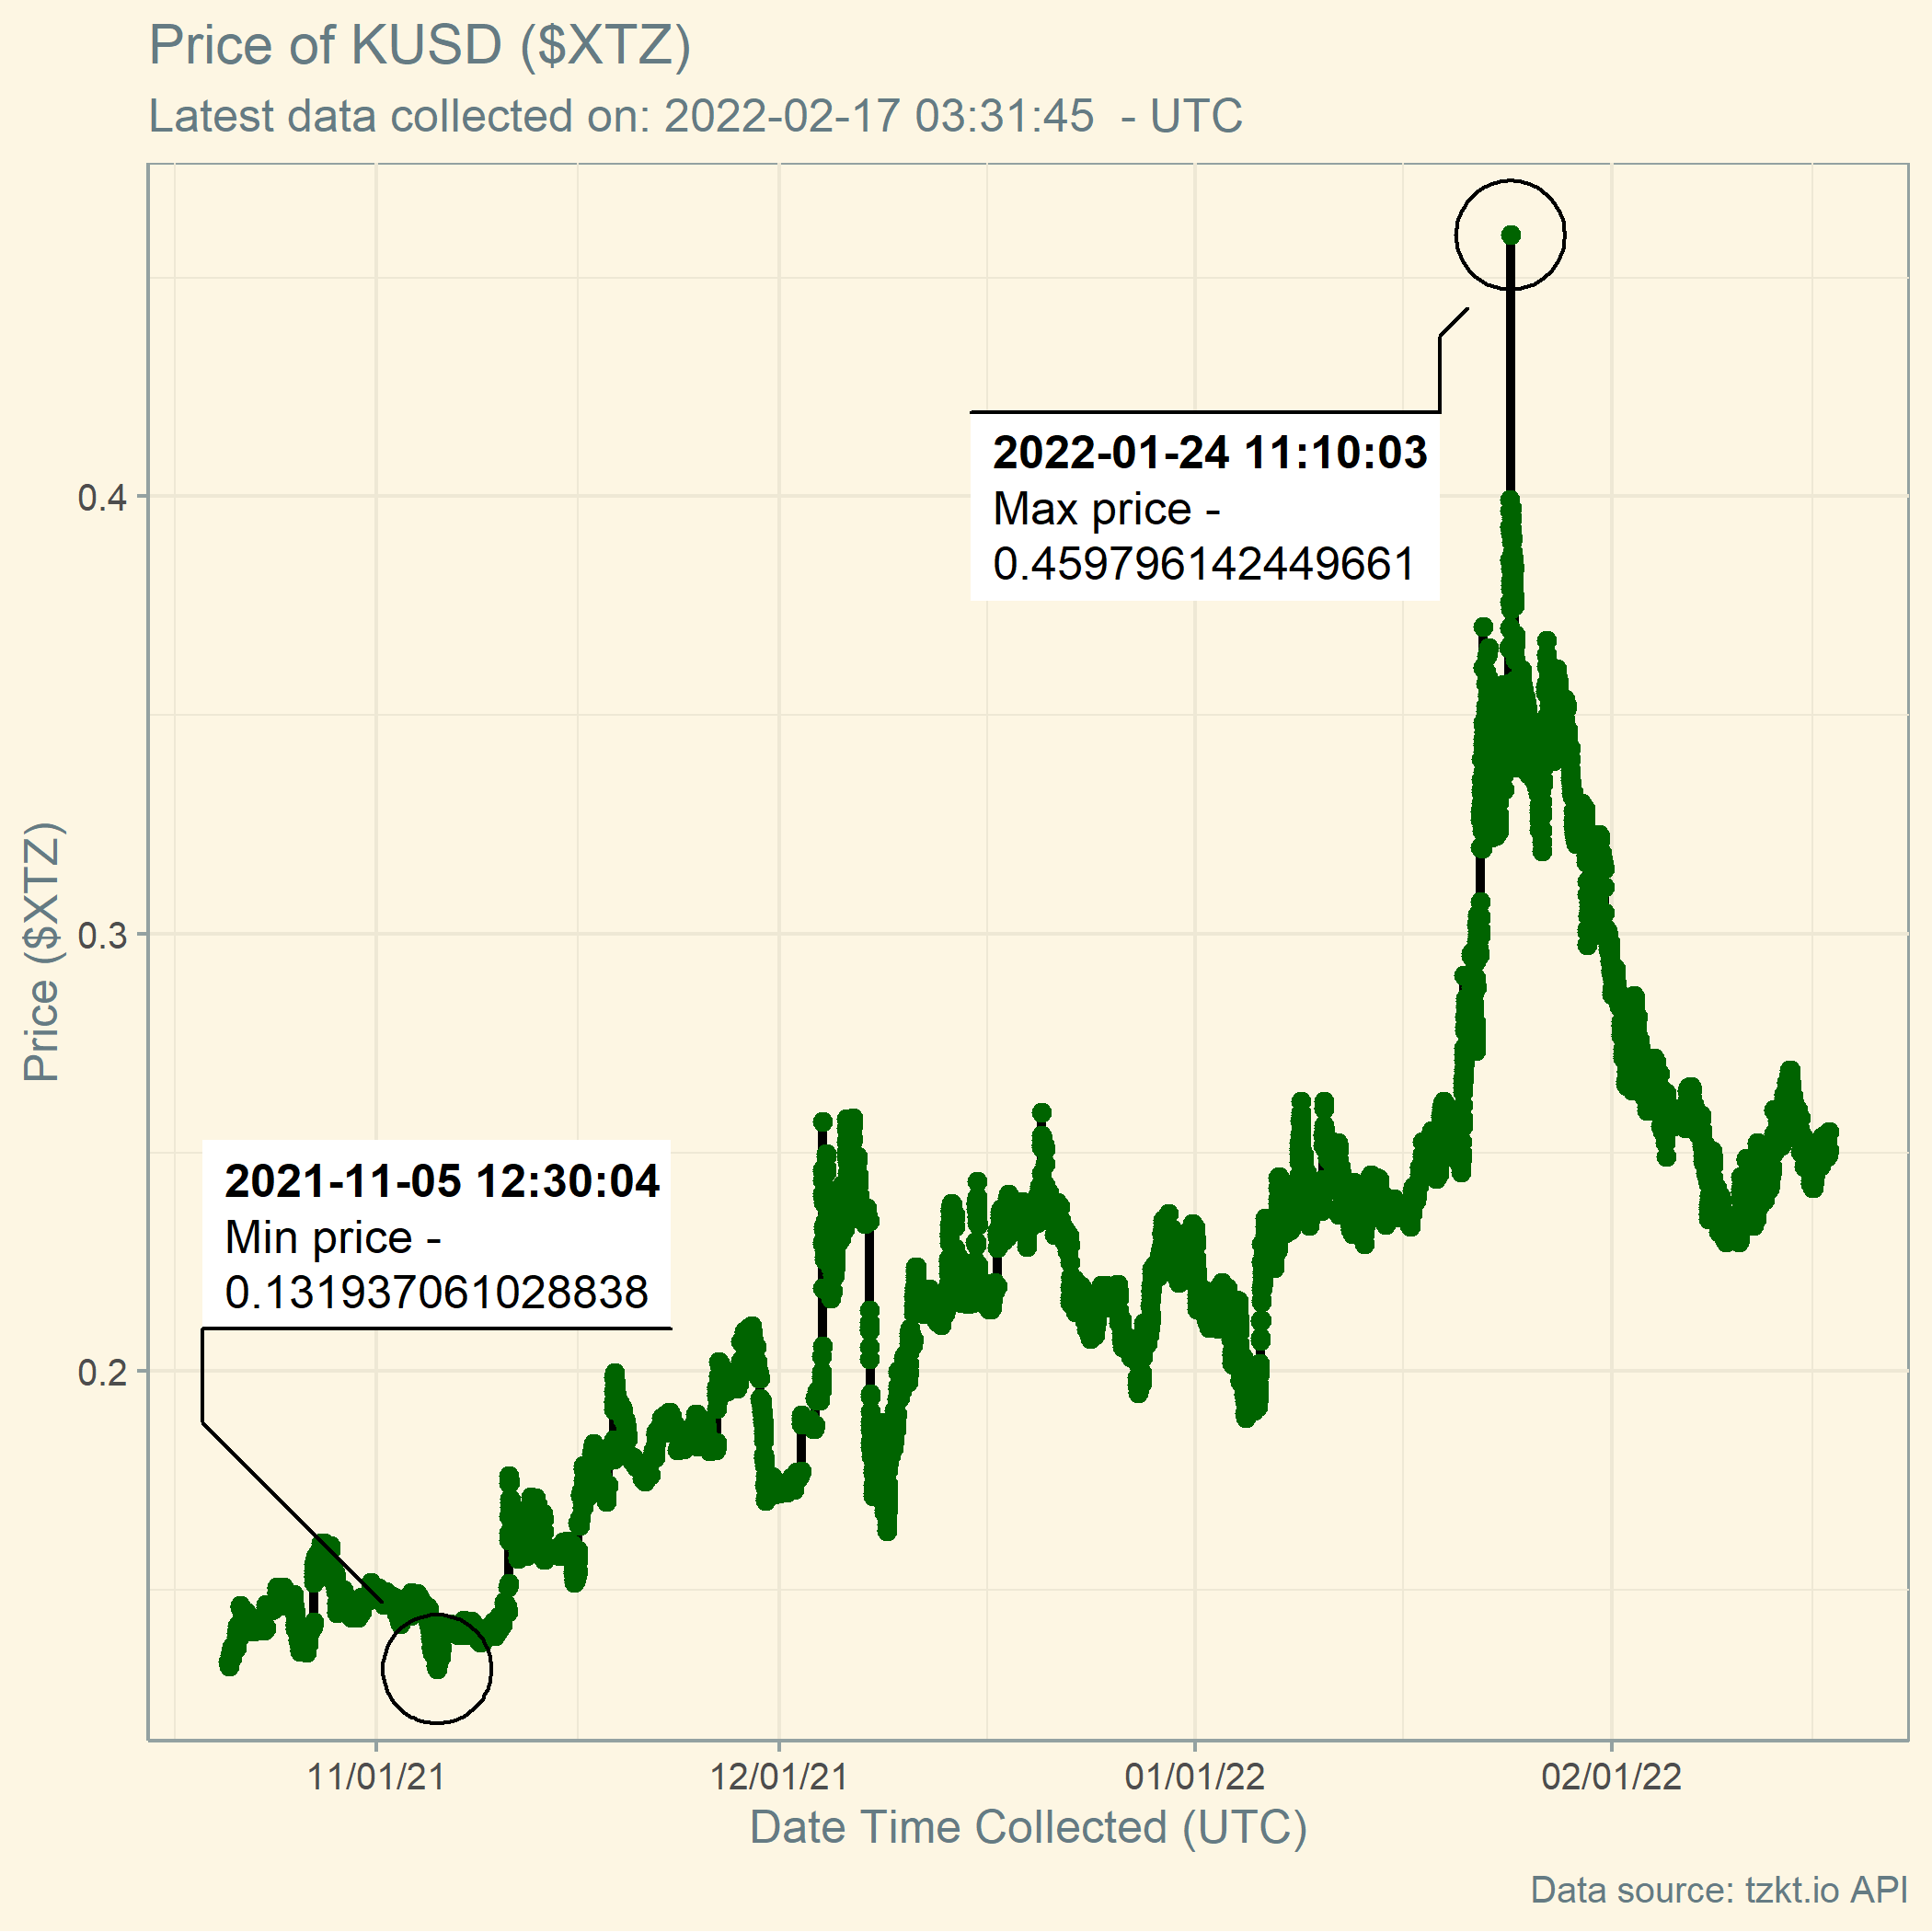 Price of KUSD ($XTZ)
Latest data collected on: 2022-02-17 03:31:45  - UTC
2022-01-24 11:10:03
Max price -
0.459796142449661
2021-11-05 12:30:04
Min price -
0.131937061028838
Price ($XTZ)
0.4
0.3
0.2
11/01/21
12/01/21
01/01/22
02/01/22
Date Time Collected (UTC)
Data source: tzkt.io API